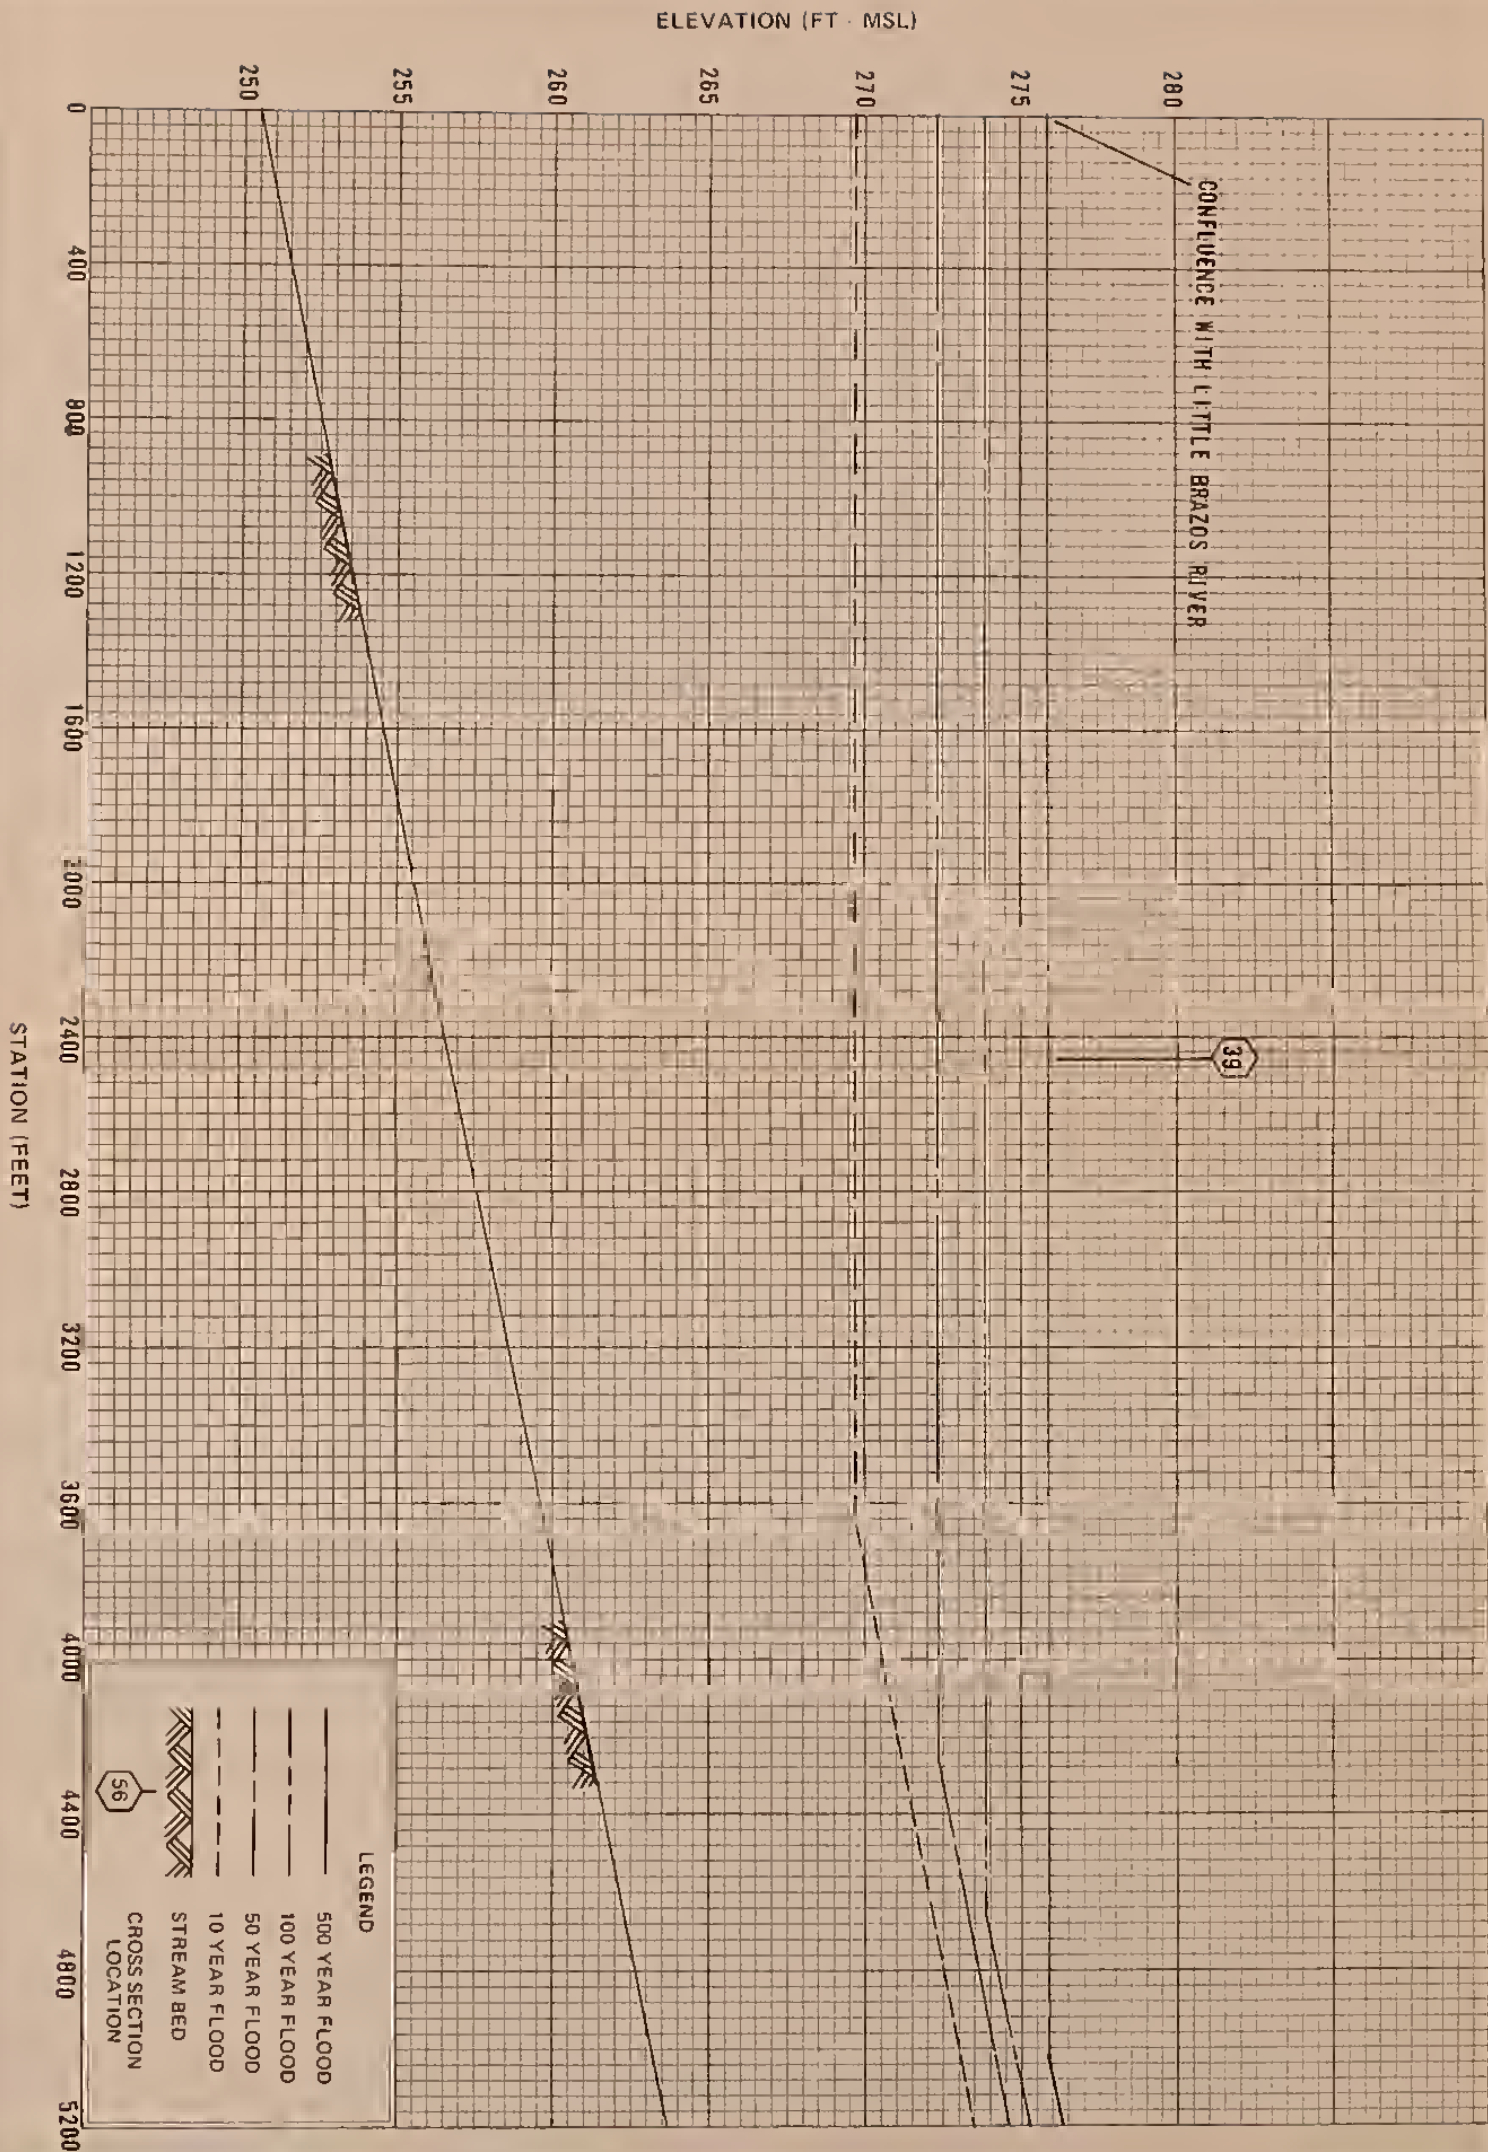 ELEVATION (FT - MSL)
280
275
270
265
260
255
250
CONFLUENCE WITH LITTLE BRAZOS RIVER
39
0
400
800
1200
1600
2000
2400
2800
3200
3600
4000
4400
4800
5200
STATION (FEET)
LEGEND
500 YEAR FLOOD
100 YEAR FLOOD
50 YEAR FLOOD
10 YEAR FLOOD
STREAM BED
56
CROSS SECTION
LOCATION